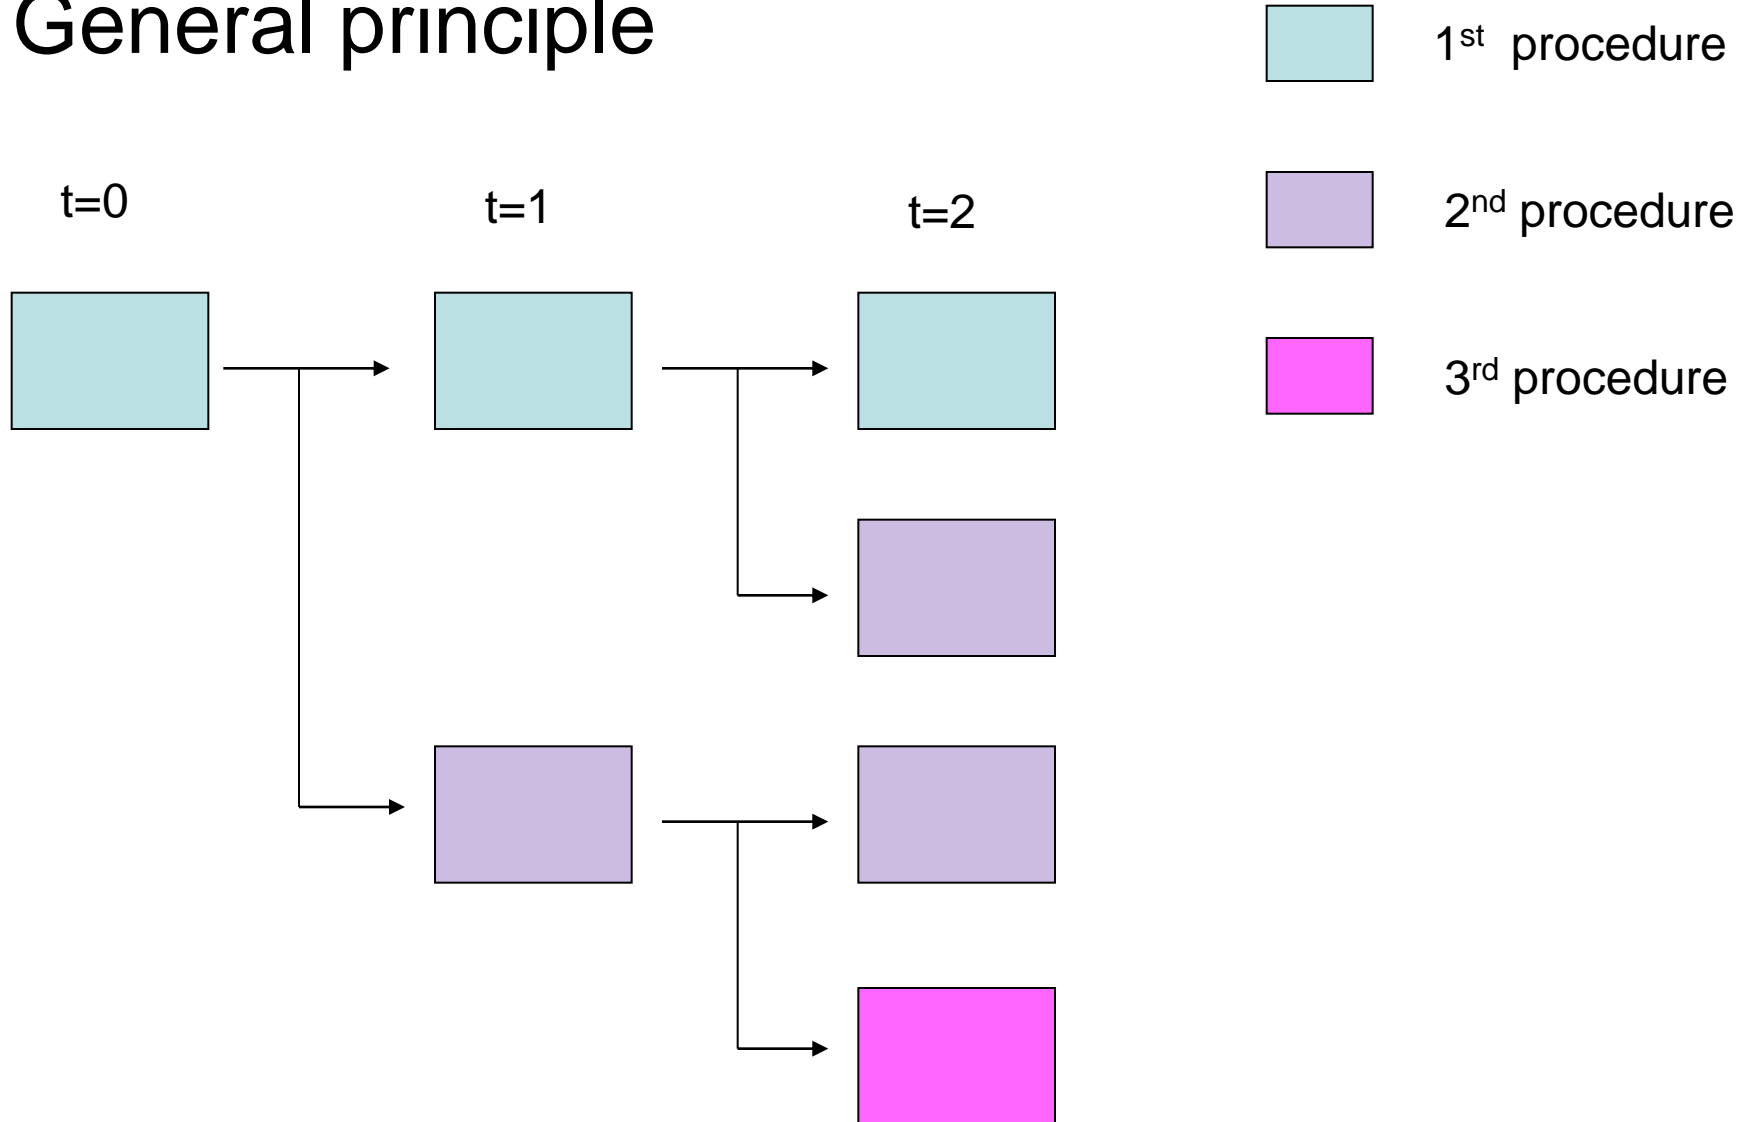 General principle
1st procedure
t=0
t=1
t=2
2nd procedure
3rd procedure